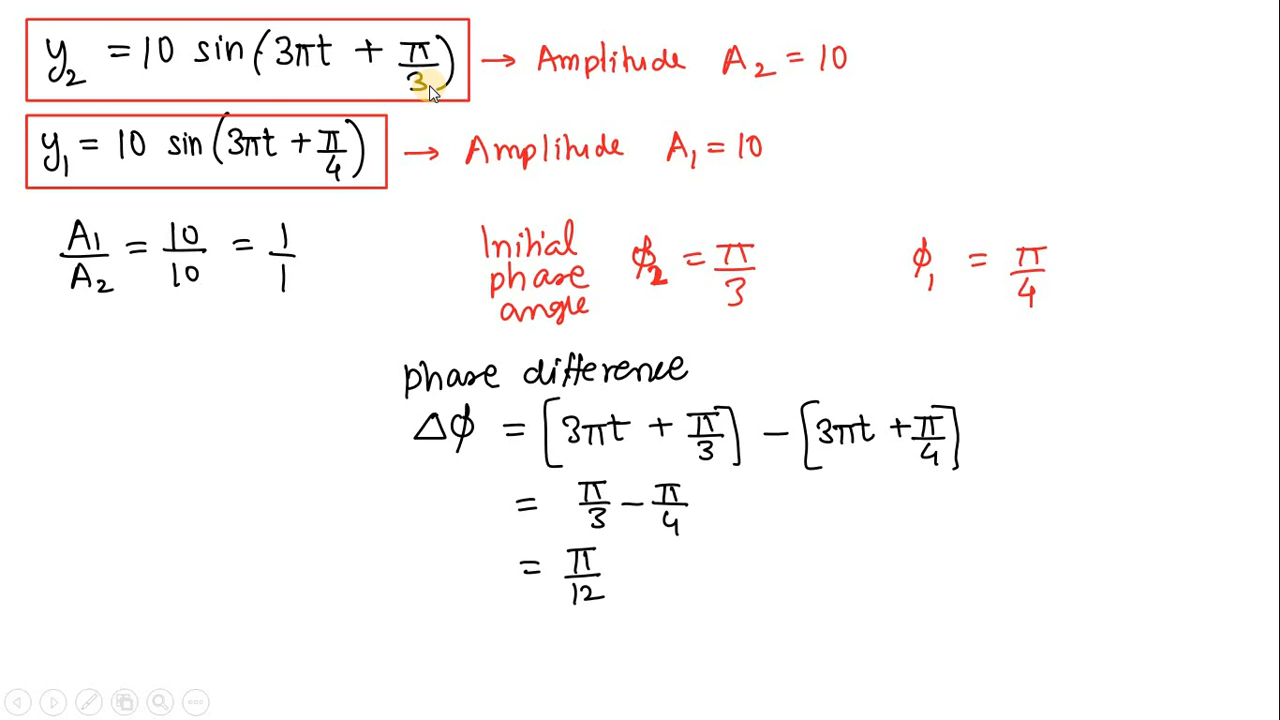 y₂ = 10 sin(3πt + π/3) → Amplitude A₂ = 10
y₁ = 10 sin(3πt + π/4) → Amplitude A₁ = 10
A₁/A₂ = 10/10 = 1/1
Initial phase angle ϕ₂ = π/3 ϕ₁ = π/4
phase difference
Δϕ = [3πt + π/3] − [3πt + π/4]
= π/3 − π/4
= π/12